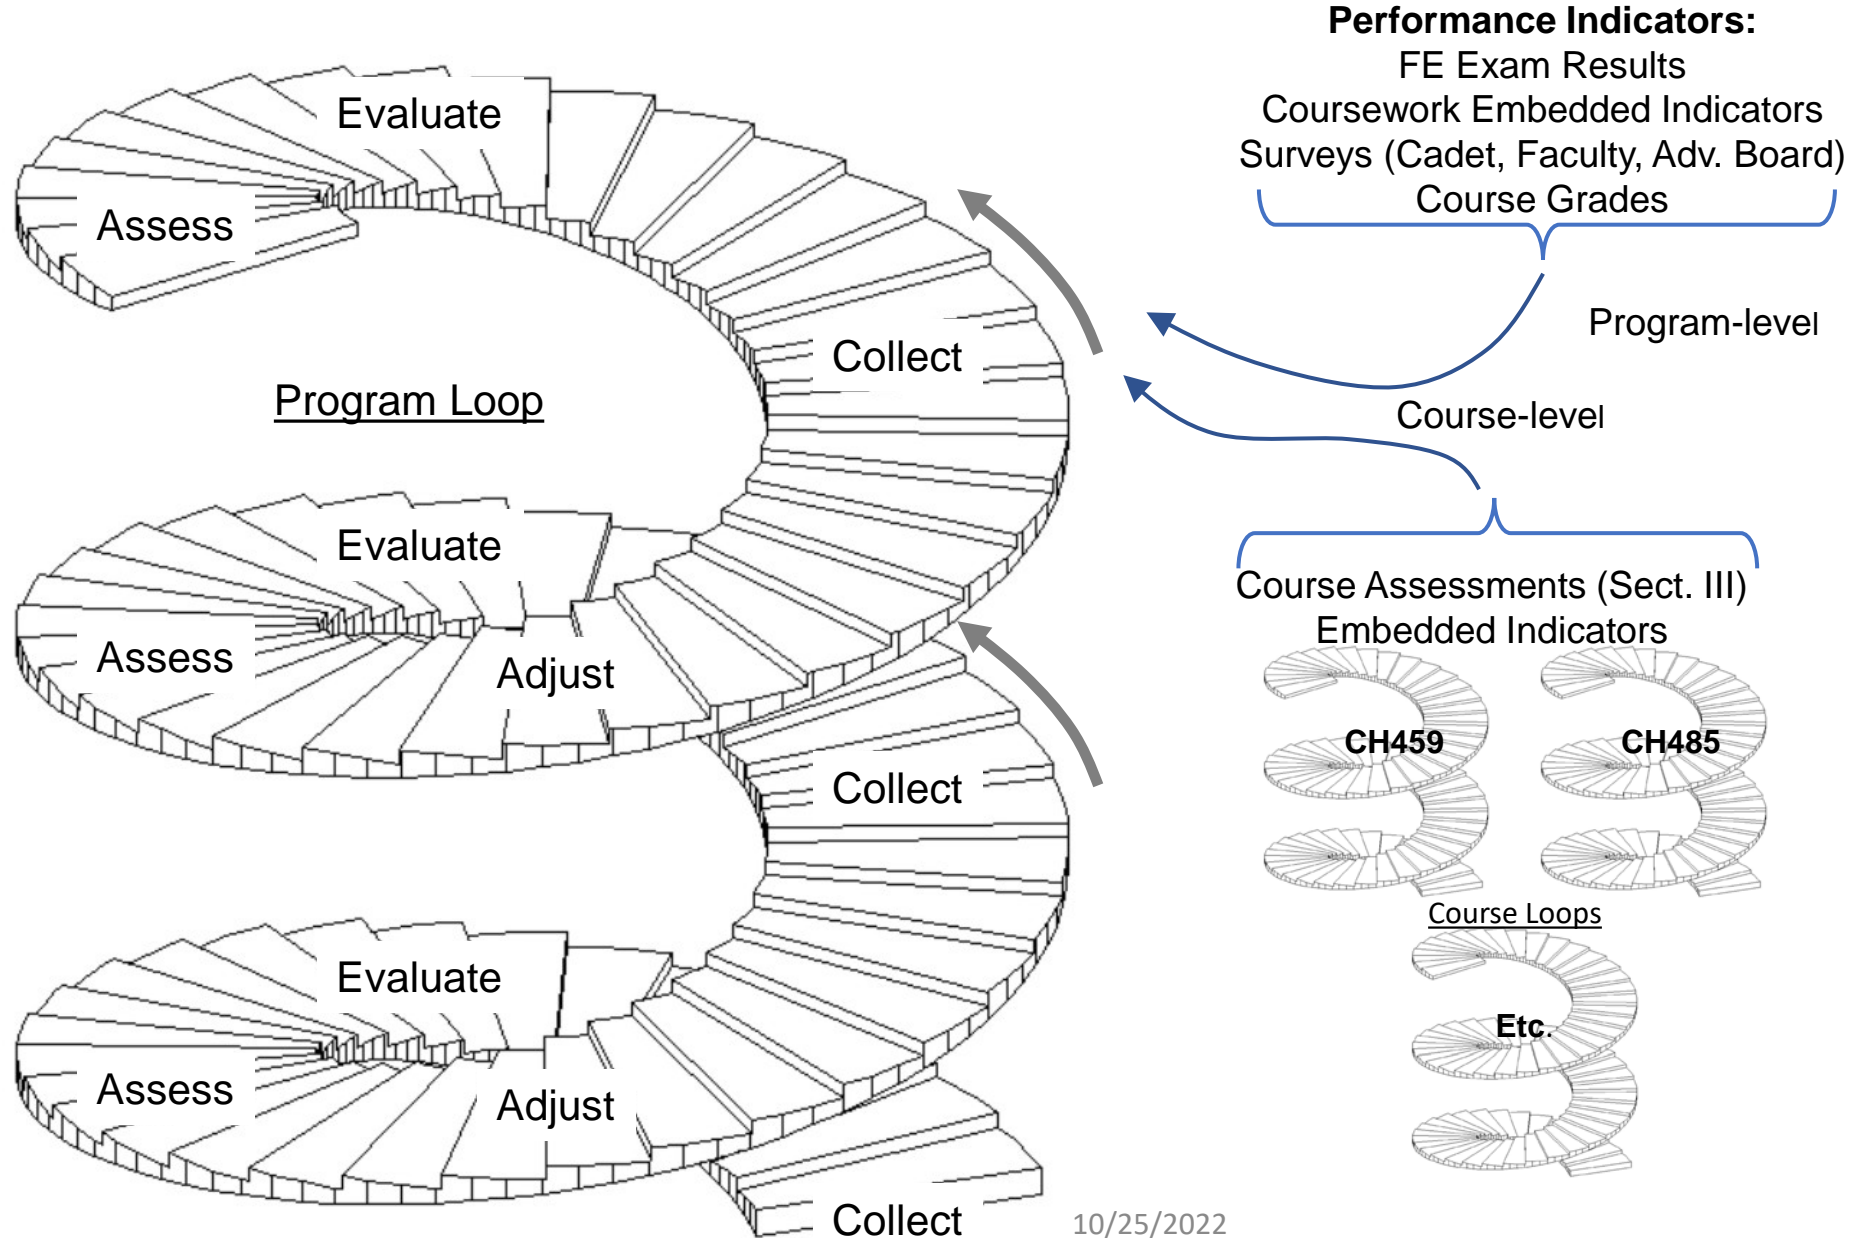 Performance Indicators:
FE Exam Results
Coursework Embedded Indicators
Surveys (Cadet, Faculty, Adv. Board)
Course Grades
Evaluate
Assess
Collect
Program Loop
Program-level
Course-level
Evaluate
Assess
Adjust
Collect
Course Assessments (Sect. III)
Embedded Indicators
CH459
CH485
Course Loops
Etc.
Evaluate
Assess
Adjust
Collect
10/25/2022